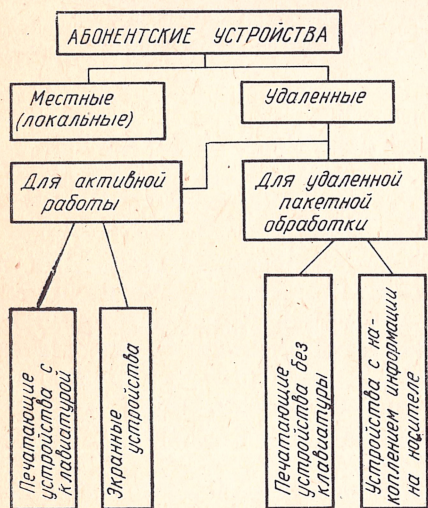 АБОНЕНТСКИЕ УСТРОЙСТВА
Местные
(локальные)
Удаленные
Для активной
работы
Для удаленной
пакетной
обработки
Печатающие
устройства с
клавиатурой
Экранные
устройства
Печатающие
устройства без
клавиатуры
Устройства с на-
коплением информации
на носителе